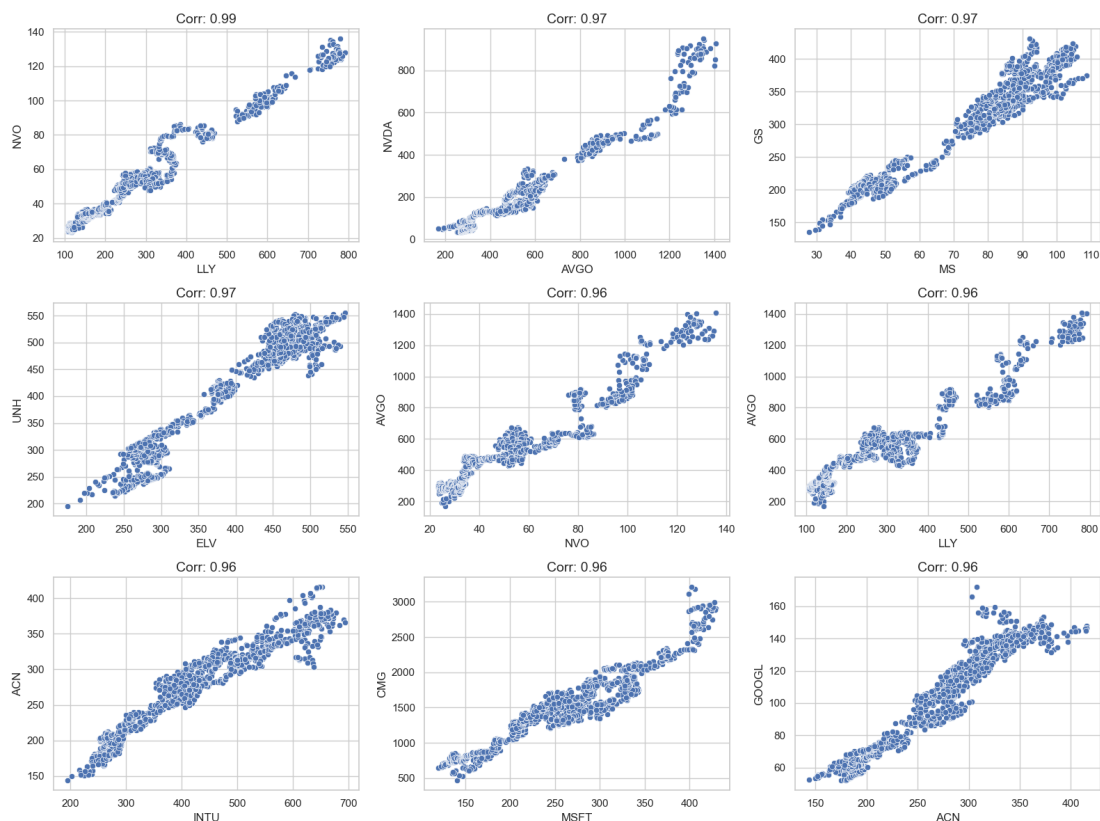 Corr: 0.99
Corr: 0.97
Corr: 0.97
140
120
100
80
60
40
20
NVO
100 200 300 400 500 600 700 800
LLY
800
600
400
200
0
NVDA
200 400 600 800 1000 1200 1400
AVGO
400
350
300
250
200
150
GS
30 40 50 60 70 80 90 100 110
MS
Corr: 0.97
Corr: 0.96
Corr: 0.96
550
500
450
400
350
300
250
200
UNH
200 250 300 350 400 450 500 550
ELV
1400
1200
1000
800
600
400
200
AVGO
20 40 60 80 100 120 140
NVO
1400
1200
1000
800
600
400
200
AVGO
100 200 300 400 500 600 700 800
LLY
Corr: 0.96
Corr: 0.96
Corr: 0.96
400
350
300
250
200
150
ACN
200 300 400 500 600 700
INTU
3000
2500
2000
1500
1000
500
CMG
150 200 250 300 350 400
MSFT
160
140
120
100
80
60
GOOGL
150 200 250 300 350 400
ACN